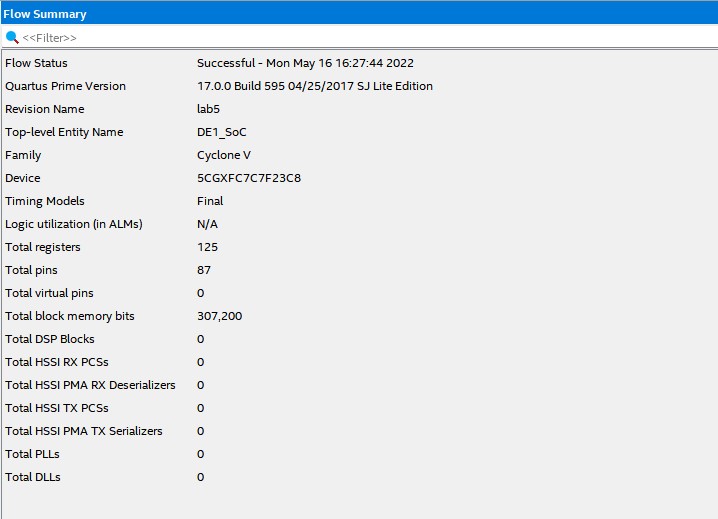 Flow Summary
<<Filter>>
Flow Status Successful - Mon May 16 16:27:44 2022
Quartus Prime Version 17.0.0 Build 595 04/25/2017 SJ Lite Edition
Revision Name lab5
Top-level Entity Name DE1_SoC
Family Cyclone V
Device 5CGXFC7C7F23C8
Timing Models Final
Logic utilization (in ALMs) N/A
Total registers 125
Total pins 87
Total virtual pins 0
Total block memory bits 307,200
Total DSP Blocks 0
Total HSSI RX PCSs 0
Total HSSI PMA RX Deserializers 0
Total HSSI TX PCSs 0
Total HSSI PMA TX Serializers 0
Total PLLs 0
Total DLLs 0